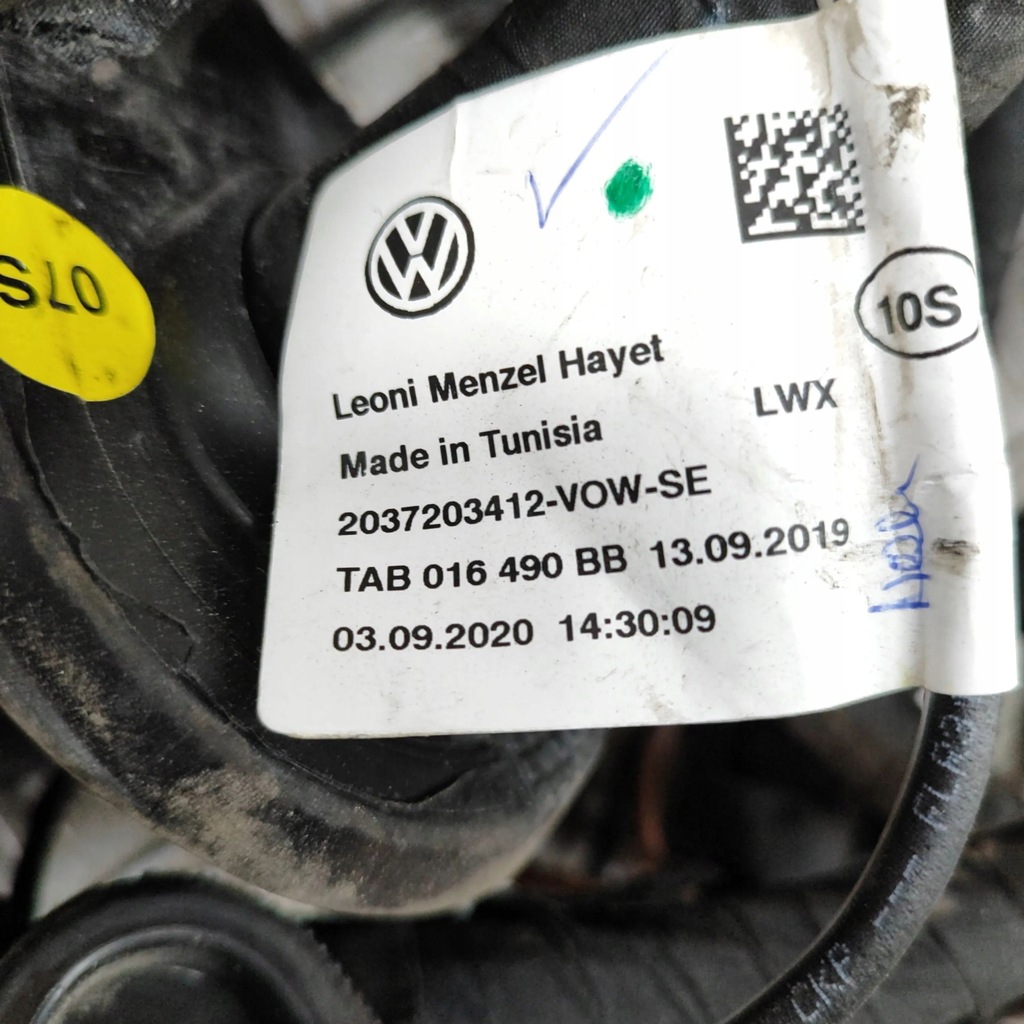 07S
10S
Leoni Menzel Hayet
LWX
Made in Tunisia
2037203412-VOW-SE
TAB 016 490 BB 13.09.2019
03.09.2020 14:30:09